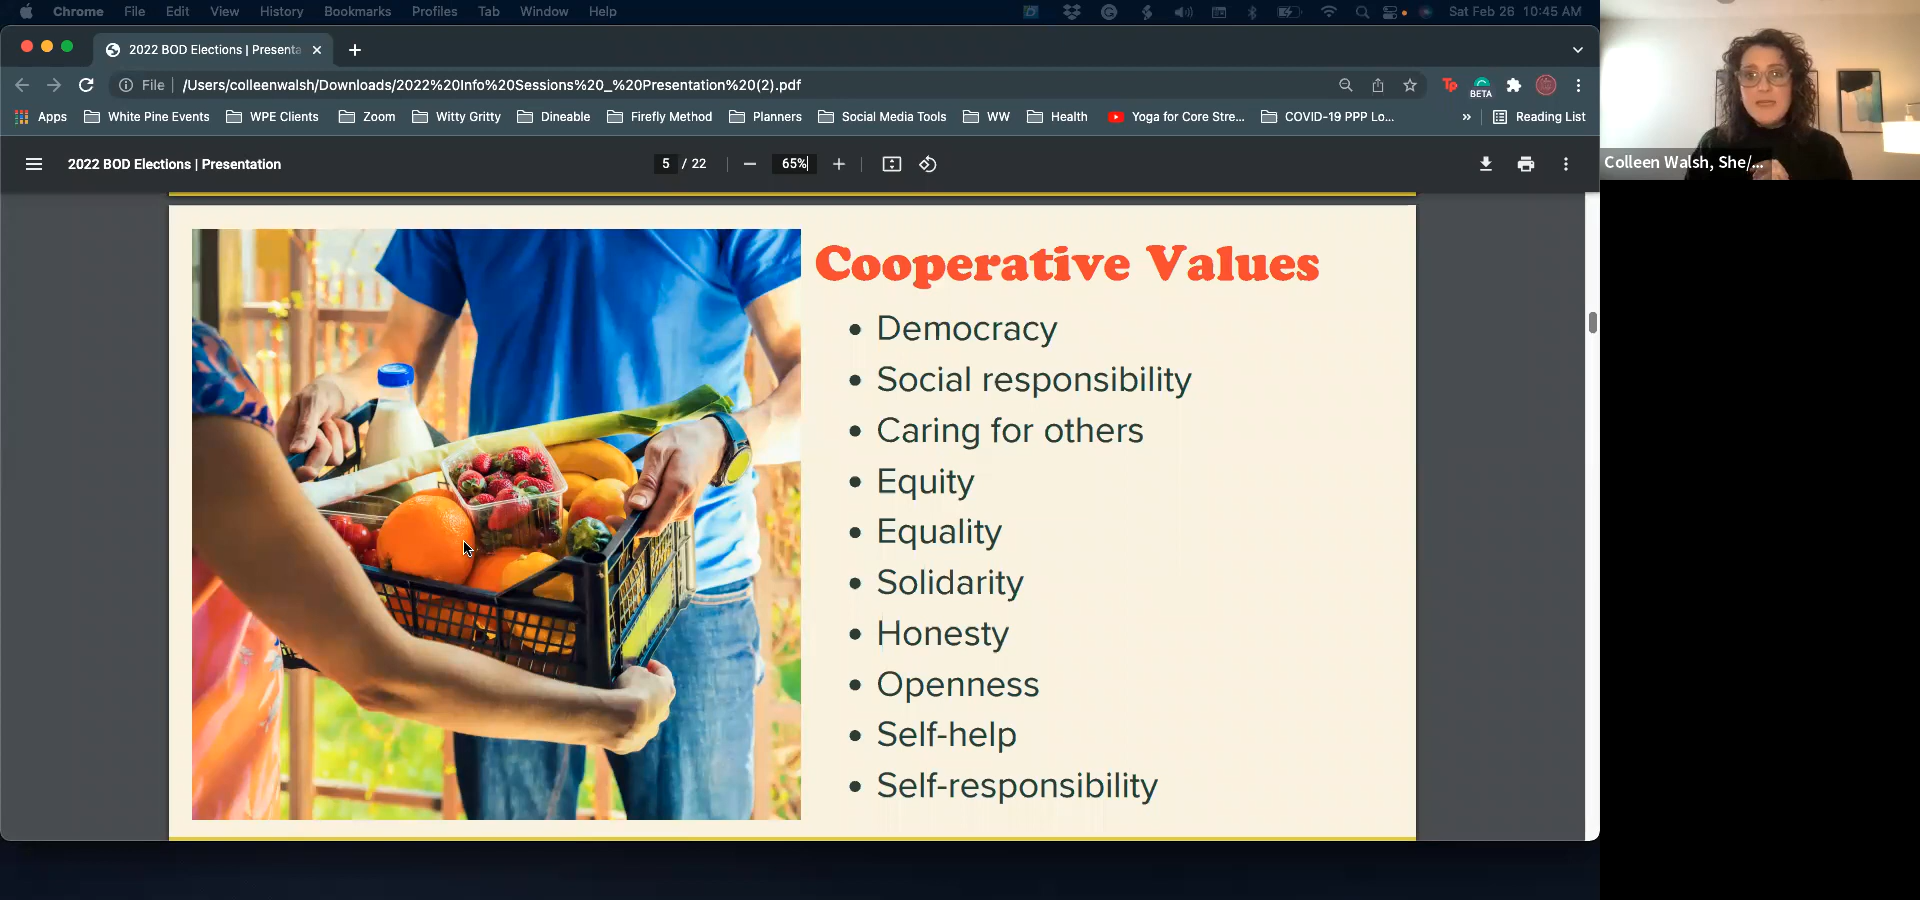 Chrome File Edit View History Bookmarks Profiles Tab Window Help Sat Feb 26 10:45 AM
2022 BOD Elections | Presenta
File /Users/colleenwalsh/Downloads/2022%20Info%20Sessions%20_%20Presentation%20(2).pdf BETA
Apps White Pine Events WPE Clients Zoom Witty Gritty Dineable Firefly Method Planners Social Media Tools WW Health Yoga for Core Stre... COVID-19 PPP Lo... » Reading List
2022 BOD Elections | Presentation 5 / 22 65%
Colleen Walsh, She/...
Cooperative Values
• Democracy
• Social responsibility
• Caring for others
• Equity
• Equality
• Solidarity
• Honesty
• Openness
• Self-help
• Self-responsibility